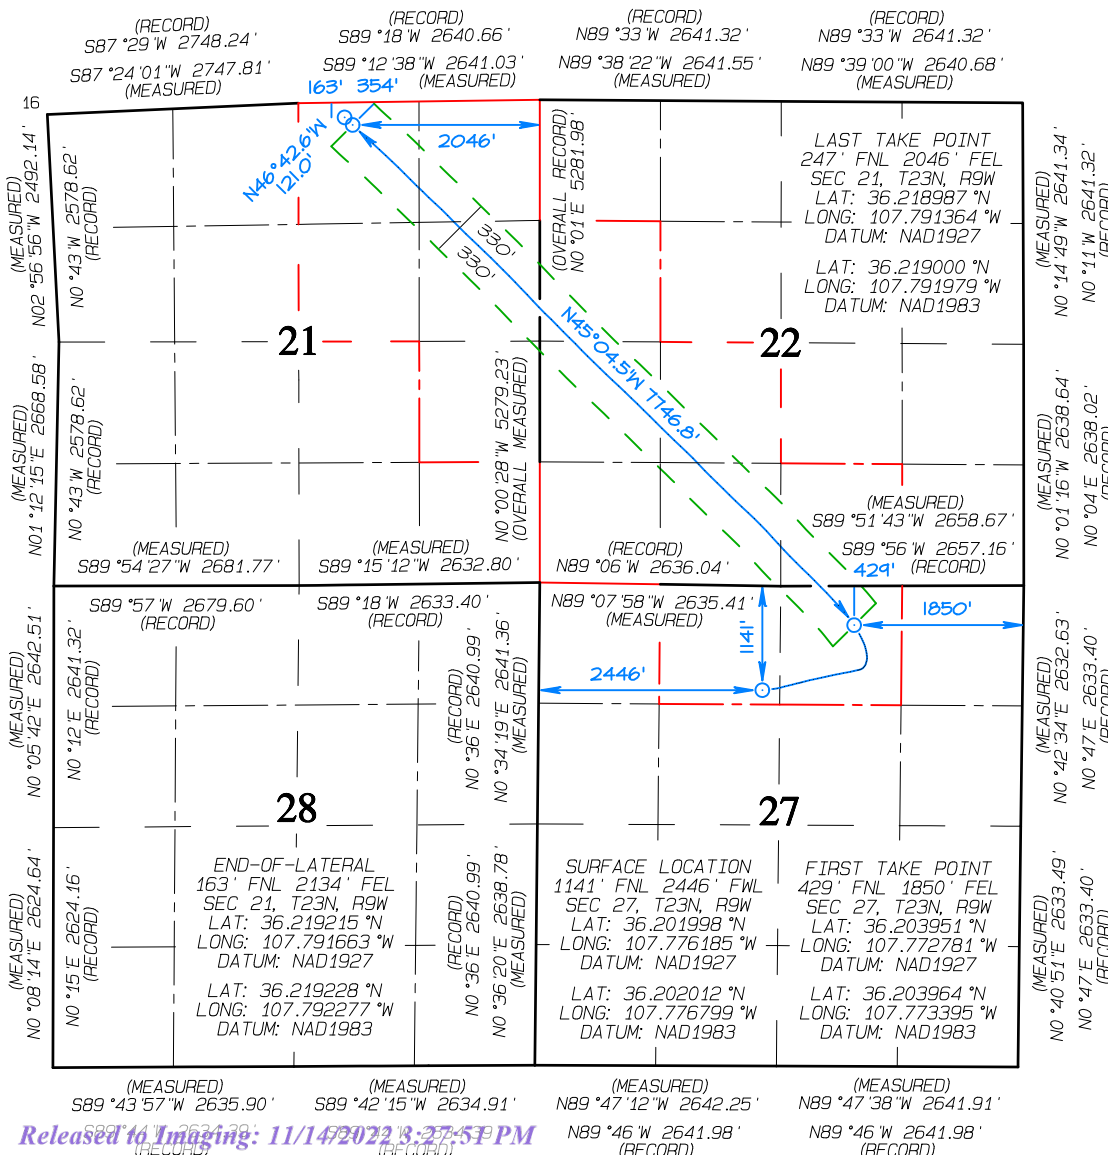 (RECORD)
S87°29'W 2748.24'
S87°24'01"W 2747.81'
(MEASURED)
(RECORD)
S89°18'W 2640.66'
S89°12'38"W 2641.03'
(MEASURED)
(RECORD)
N89°33'W 2641.32'
N89°38'22"W 2641.55'
(MEASURED)
(RECORD)
N89°33'W 2641.32'
N89°39'00"W 2640.68'
(MEASURED)
16
163' 354'
2046'
N46°42.6'W
121.0'
(MEASURED)
N02°56'56"W 2492.14'
N0°43'W 2578.62'
(RECORD)
(OVERALL RECORD)
N0°01'E 5281.98'
LAST TAKE POINT
247' FNL 2046' FEL
SEC 21, T23N, R9W
LAT: 36.218987°N
LONG: 107.791364°W
DATUM: NAD1927
LAT: 36.219000°N
LONG: 107.791979°W
DATUM: NAD1983
(MEASURED)
N0°14'49"W 2641.34'
N0°11'W 2641.32'
(RECORD)
330'
330'
21
22
N45°04.5'W 7746.8'
(MEASURED)
N01°12'15"E 2668.58'
N0°43'W 2578.62'
(RECORD)
N0°00'28"W 5279.23'
(OVERALL MEASURED)
(MEASURED)
N0°01'16"W 2638.64'
N0°04'E 2638.02'
(RECORD)
(MEASURED)
S89°54'27"W 2681.77'
(MEASURED)
S89°15'12"W 2632.80'
(RECORD)
N89°06'W 2636.04'
(MEASURED)
S89°51'43"W 2658.67'
S89°56'W 2657.16'
(RECORD)
429'
S89°57'W 2679.60'
(RECORD)
S89°18'W 2633.40'
(RECORD)
N89°07'58"W 2635.41'
(MEASURED)
1850'
1141'
2446'
(MEASURED)
N0°05'42"E 2642.51'
N0°12'E 2641.32'
(RECORD)
(RECORD)
N0°36'E 2640.99'
N0°34'19"E 2641.36'
(MEASURED)
(MEASURED)
N0°42'34"E 2632.63'
N0°47'E 2633.40'
(RECORD)
28
27
END-OF-LATERAL
163' FNL 2134' FEL
SEC 21, T23N, R9W
LAT: 36.219215°N
LONG: 107.791663°W
DATUM: NAD1927
LAT: 36.219228°N
LONG: 107.792277°W
DATUM: NAD1983
SURFACE LOCATION
1141' FNL 2446' FWL
SEC 27, T23N, R9W
LAT: 36.201998°N
LONG: 107.776185°W
DATUM: NAD1927
LAT: 36.202012°N
LONG: 107.776799°W
DATUM: NAD1983
FIRST TAKE POINT
429' FNL 1850' FEL
SEC 27, T23N, R9W
LAT: 36.203951°N
LONG: 107.772781°W
DATUM: NAD1927
LAT: 36.203964°N
LONG: 107.773395°W
DATUM: NAD1983
(MEASURED)
N0°08'14"E 2624.64'
N0°15'E 2624.16'
(RECORD)
(RECORD)
N0°36'E 2640.99'
N0°36'20"E 2638.78'
(MEASURED)
(MEASURED)
N0°40'51"E 2633.49'
N0°47'E 2633.40'
(RECORD)
(MEASURED)
S89°43'57"W 2635.90'
S89°44'W 2634.39'
(RECORD)
(MEASURED)
S89°42'15"W 2634.91'
(RECORD)
(MEASURED)
N89°47'12"W 2642.25'
N89°46'W 2641.98'
(RECORD)
(MEASURED)
N89°47'38"W 2641.91'
N89°46'W 2641.98'
(RECORD)
Released to Imaging: 11/14/2022 3:27:51 PM